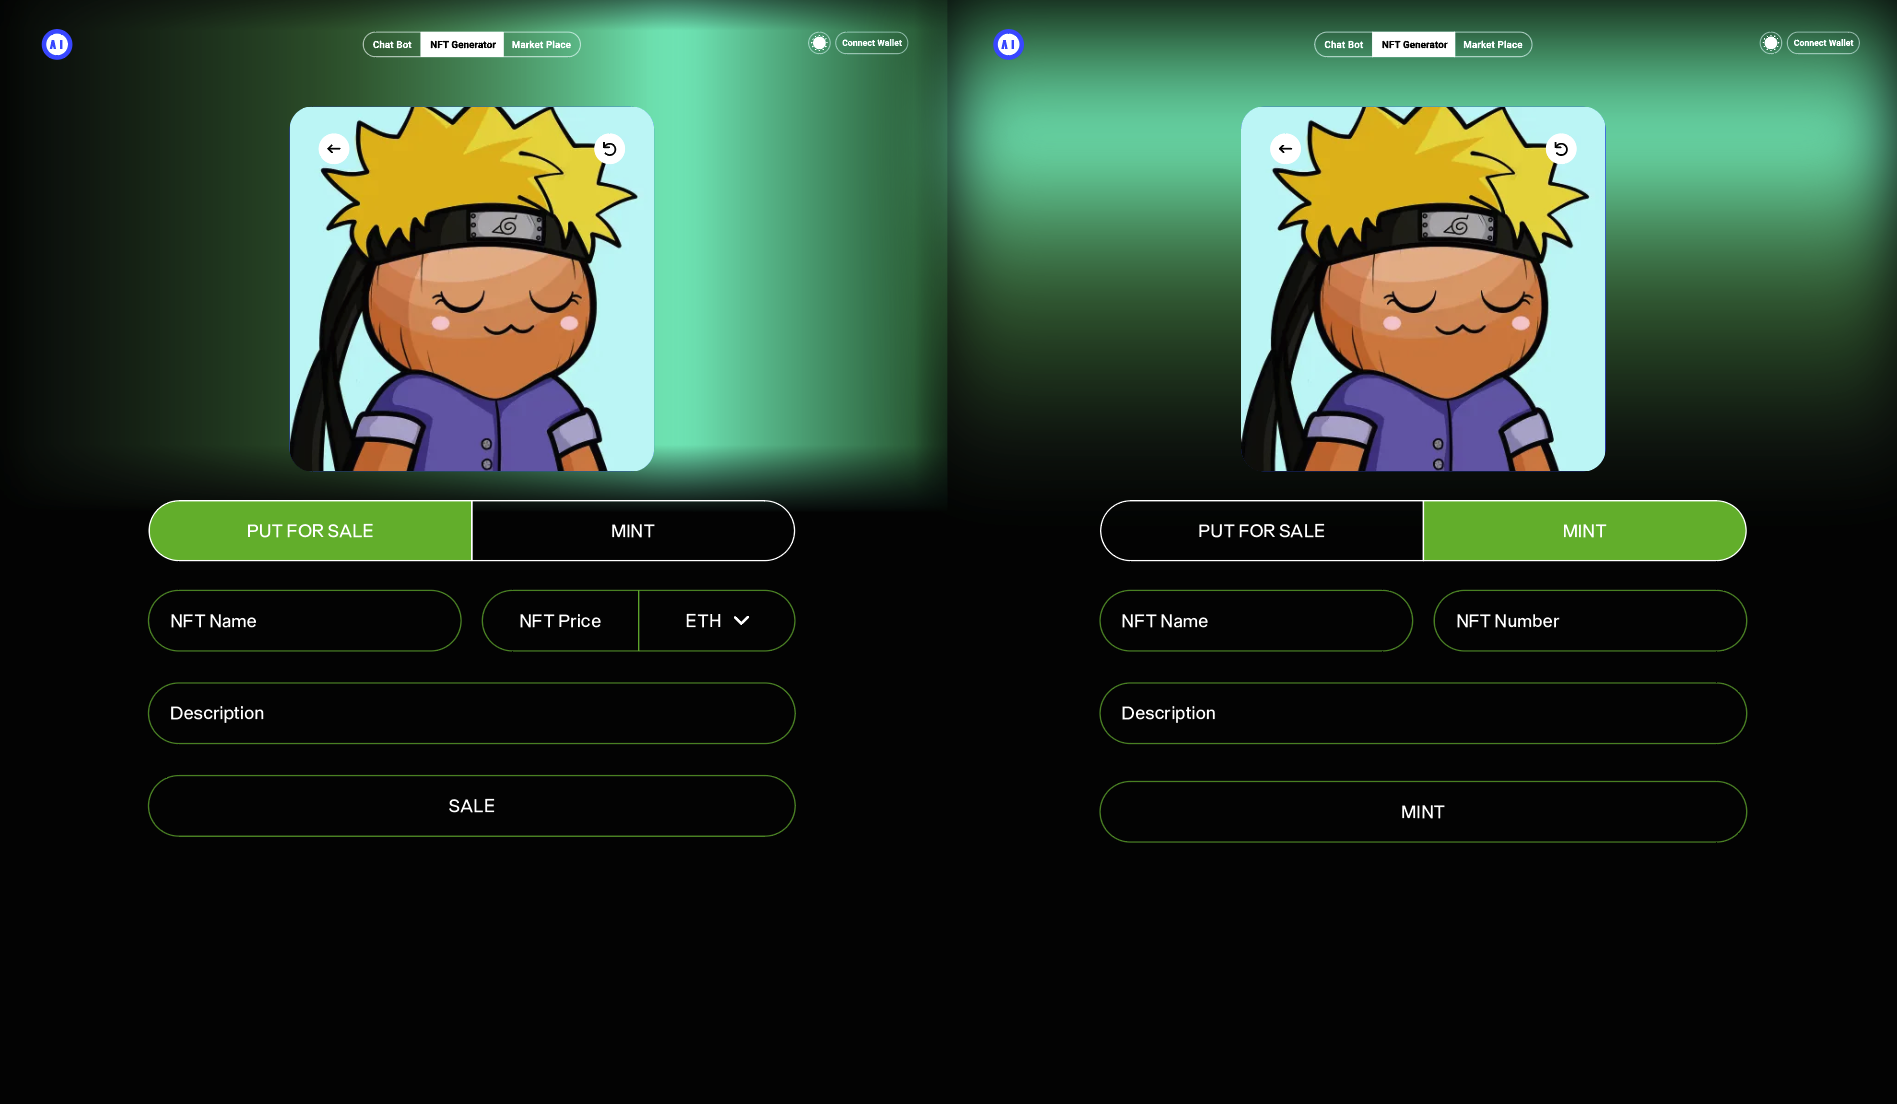 AI
Chat Bot NFT Generator Market Place
Connect Wallet
PUT FOR SALE MINT
NFT Name NFT Price ETH
Description
SALE
AI
Chat Bot NFT Generator Market Place
Connect Wallet
PUT FOR SALE MINT
NFT Name NFT Number
Description
MINT